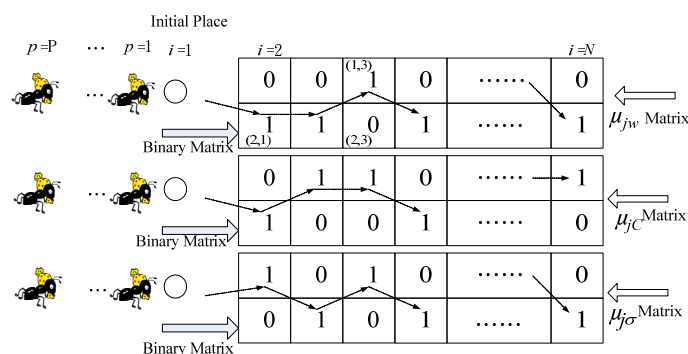 Initial Place
p=P ... p=1 i=1 i=2 i=N
0 0 (1,3) 1 0 ...... 0
1 1 0 1 ...... 1
(2,1) (2,3)
μjw Matrix
Binary Matrix
0 1 1 0 ...... 1
... μjC Matrix
1 0 0 1 ...... 0
Binary Matrix
1 0 1 0 ...... 0
... μjσ Matrix
0 1 0 1 ...... 1
Binary Matrix